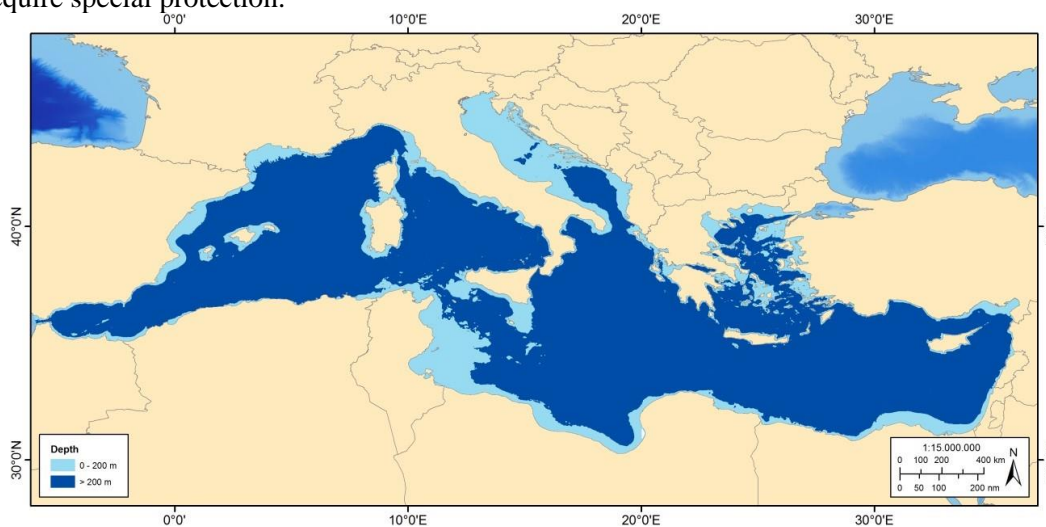 equire special protection.
0°0' 10°0'E 20°0'E 30°0'E
40°0'N
30°0'N
Depth
0 - 200 m
> 200 m
1:15.000.000
0 100 200 400 km
N
0 50 100 200 nm
0°0' 10°0'E 20°0'E 30°0'E